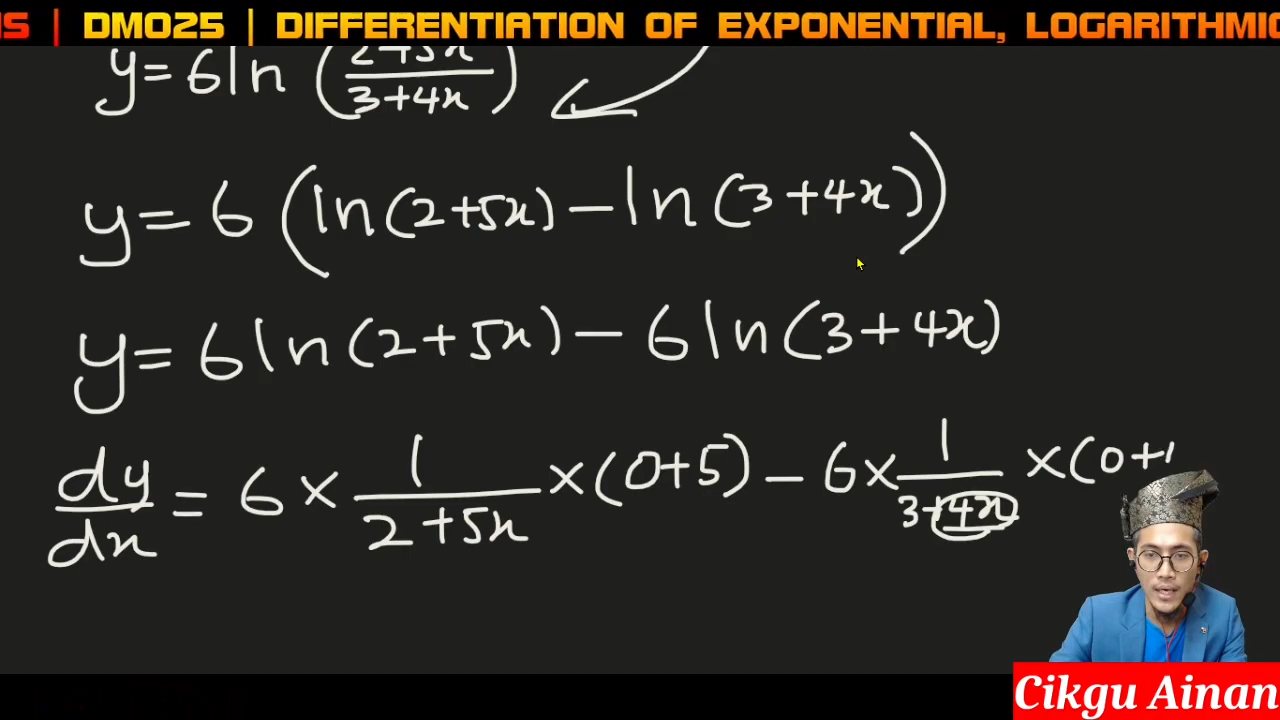 S | DM025 | DIFFERENTIATION OF EXPONENTIAL, LOGARITHMIC
y = 6 ln (2+5x / 3+4x)
y = 6 (ln (2+5x) − ln (3+4x))
y = 6 ln (2+5x) − 6 ln (3+4x)
dy/dx = 6 × 1/(2+5x) × (0+5) − 6 × 1/(3+4x) × (0+
Cikgu Ainan